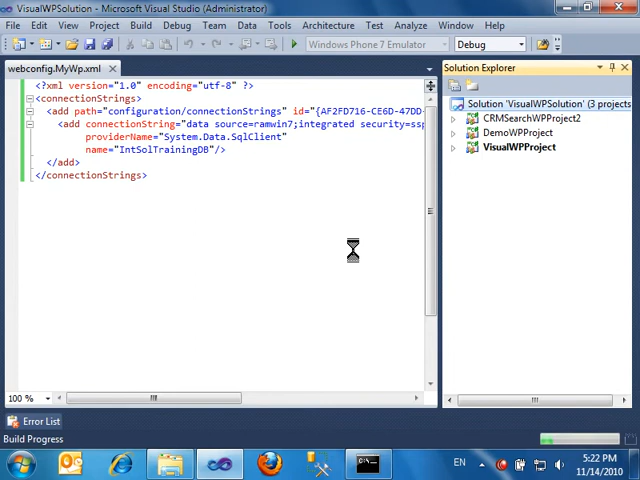 VisualWPSolution - Microsoft Visual Studio (Administrator)
File Edit View Project Build Debug Team Data Tools Architecture Test Analyze Window Help
Windows Phone 7 Emulator Debug
webconfig.MyWp.xml
<?xml version="1.0" encoding="utf-8" ?>
<connectionStrings>
<add path="configuration/connectionStrings" id="{AF2FD716-CE6D-47DD-
<add connectionString="data source=ramwin7;integrated security=ssp
providerName="System.Data.SqlClient"
name="IntSolTrainingDB"/>
</add>
</connectionStrings>
100 %
Solution Explorer
Solution 'VisualWPSolution' (3 projects
CRMSearchWPProject2
DemoWPProject
VisualWPProject
Error List
Build Progress
EN
5:22 PM
11/14/2010